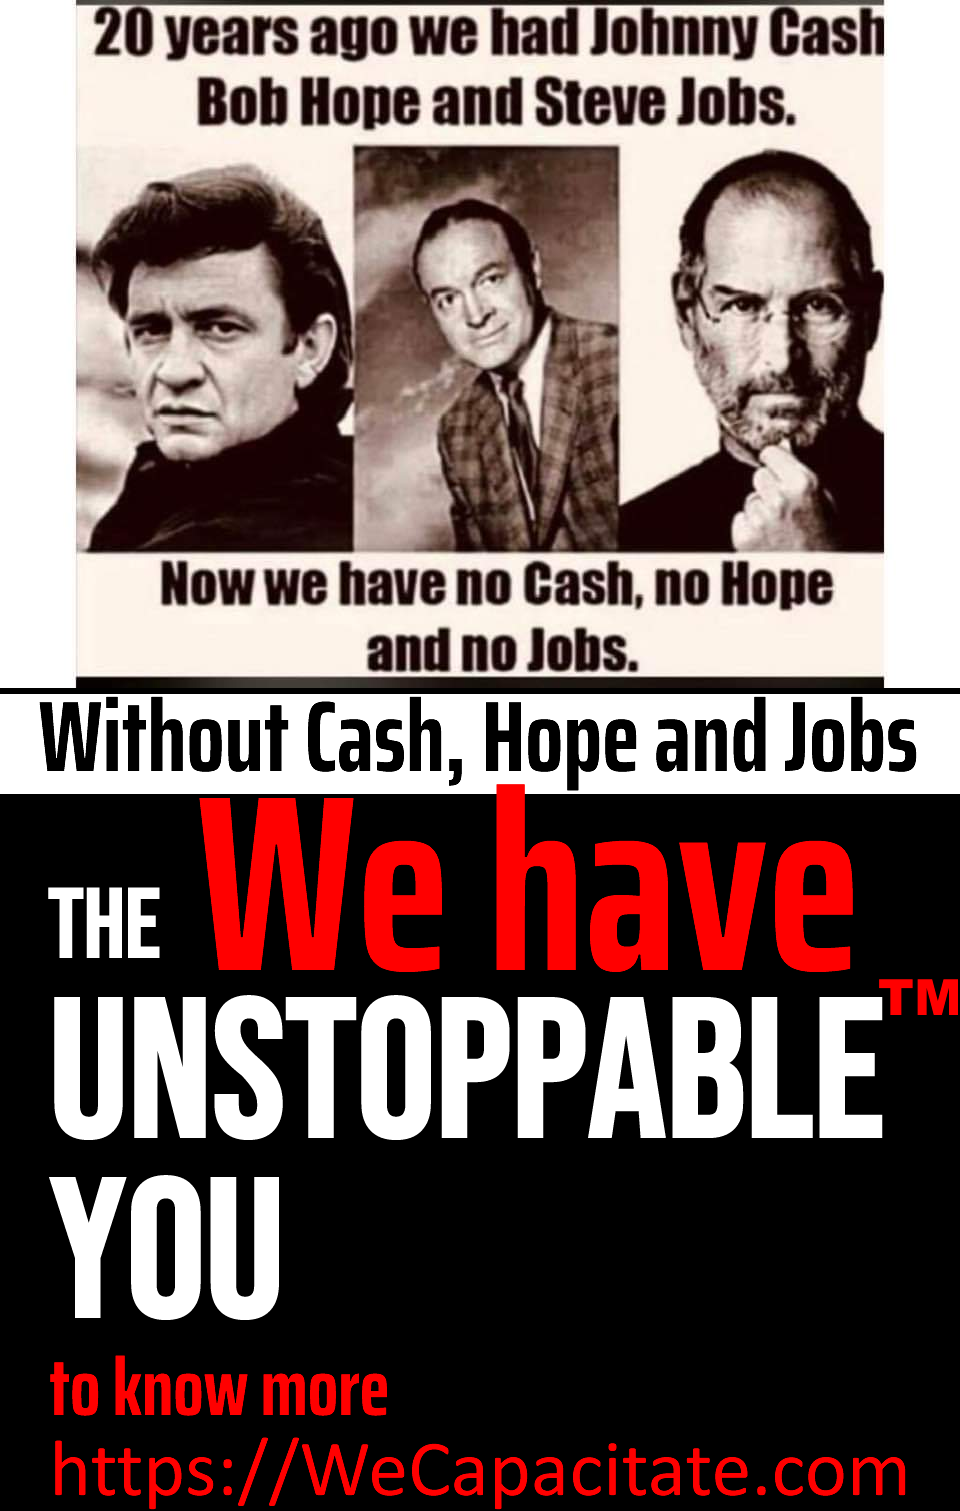 20 years ago we had Johnny Cash
Bob Hope and Steve Jobs.
Now we have no Cash, no Hope
and no Jobs.
Without Cash, Hope and Jobs
We have
THE
UNSTOPPABLE™
YOU
to know more
https://WeCapacitate.com